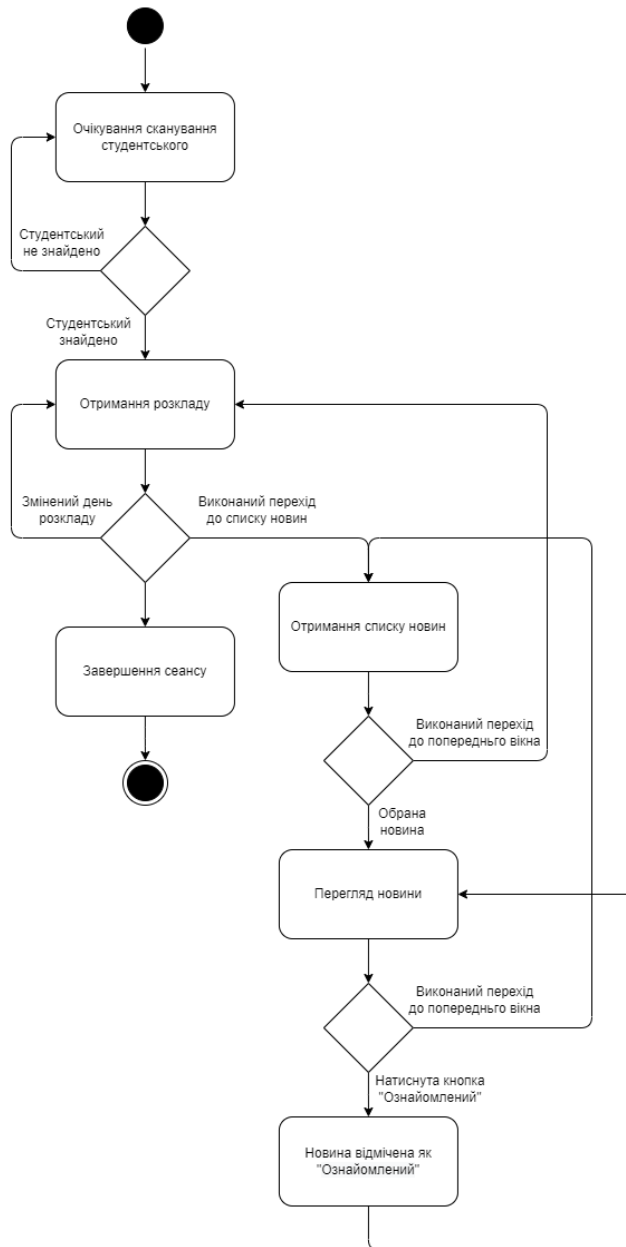 Очікування сканування
студентського
Студентський
не знайдено
Студентський
знайдено
Отримання розкладу
Змінений день
розкладу
Виконаний перехід
до списку новин
Отримання списку новин
Завершення сеансу
Виконаний перехід
до попереднього вікна
Обрана
новина
Перегляд новини
Виконаний перехід
до попереднього вікна
Натиснута кнопка
"Ознайомлений"
Новина відмічена як
"Ознайомлений"